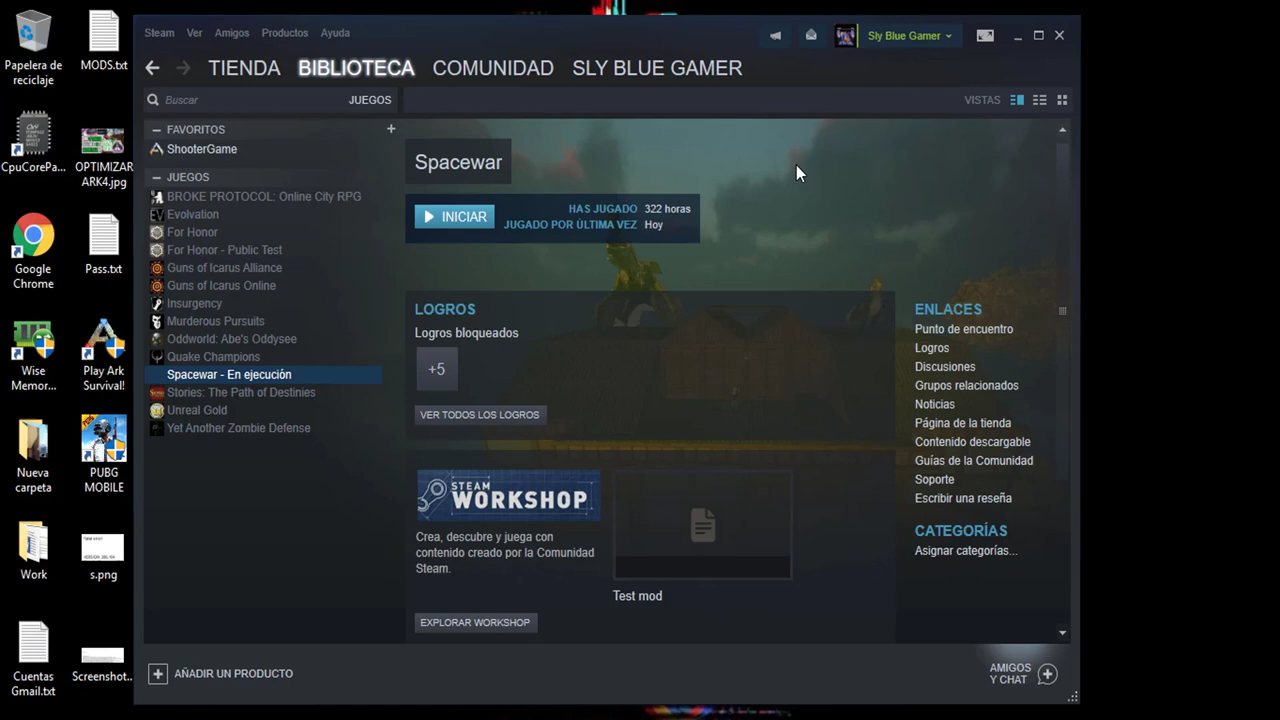 Papelera de
reciclaje
MODS.txt
CpuCorePa...
OPTIMIZAR
ARK4.jpg
Google
Chrome
Pass.txt
Wise
Memor...
Play Ark
Survival!
Nueva
carpeta
PUBG
MOBILE
Work
s.png
Cuentas
Gmail.txt
Screenshot...
Steam Ver Amigos Juegos Productos Ayuda
Sly Blue Gamer
TIENDA BIBLIOTECA COMUNIDAD SLY BLUE GAMER
Buscar JUEGOS
VISTAS
FAVORITOS
ShooterGame
JUEGOS
BROKE PROTOCOL: Online City RPG
Evolvation
For Honor
For Honor - Public Test
Guns of Icarus Alliance
Guns of Icarus Online
Insurgency
Murderous Pursuits
Oddworld: Abe's Oddysee
Quake Champions
Spacewar - En ejecución
Stories: The Path of Destinies
Unreal Gold
Yet Another Zombie Defense
Spacewar
INICIAR
HAS JUGADO 322 horas
JUGADO POR ÚLTIMA VEZ Hoy
LOGROS
Logros bloqueados
+5
VER TODOS LOS LOGROS
STEAM
WORKSHOP
Crea, descubre y juega con
contenido creado por la Comunidad
Steam.
Test mod
EXPLORAR WORKSHOP
ENLACES
Punto de encuentro
Logros
Discusiones
Grupos relacionados
Noticias
Página de la tienda
Contenido descargable
Guías de la Comunidad
Soporte
Escribir una reseña
CATEGORÍAS
Asignar categorías...
AÑADIR UN PRODUCTO
AMIGOS
Y CHAT